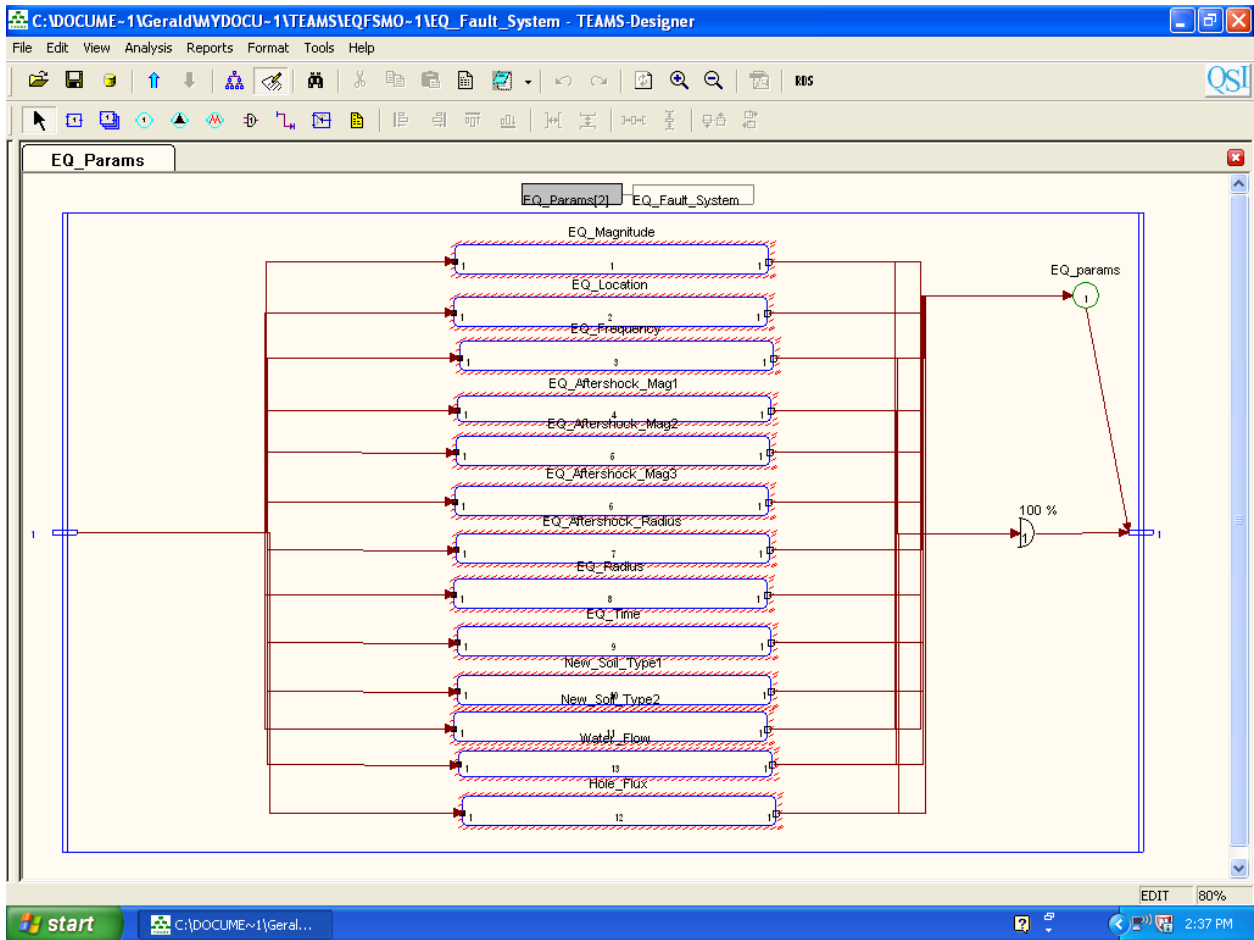 C:\DOCUME~1\Gerald\MYDOCU~1\TEAMS\EQFSMO~1\EQ_Fault_System - TEAMS-Designer
File Edit View Analysis Reports Format Tools Help
RDS
QSI
EQ_Params
EQ_Params[2] EQ_Fault_System
EQ_Magnitude
1 1 1
EQ_Location
1 2 1
EQ_Frequency
1 3 1
EQ_Aftershock_Mag1
1 4 1
EQ_Aftershock_Mag2
1 5 1
EQ_Aftershock_Mag3
1 6 1
EQ_Aftershock_Radius
1 7 1
EQ_Radius
1 8 1
EQ_Time
1 9 1
New_Soil_Type1
1 10 1
New_Soil_Type2
1 11 1
Water_Flow
1 13 1
Hole_Flux
1 12 1
EQ_params
1
100 %
1
1
1
EDIT 80%
start C:\DOCUME~1\Geral... 2:37 PM